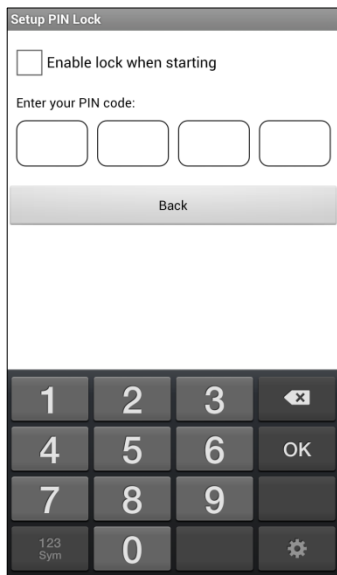 Setup PIN Lock
Enable lock when starting
Enter your PIN code:
Back
1 2 3
4 5 6 OK
7 8 9
123
Sym
0